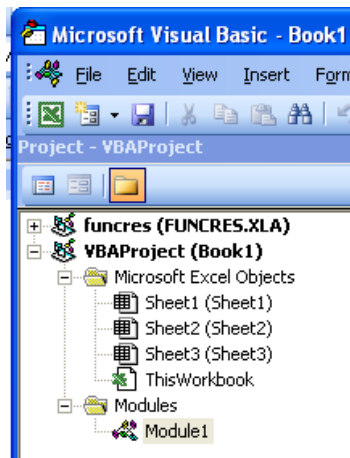 Microsoft Visual Basic - Book1
File Edit View Insert Form
Project - VBAProject
funcres (FUNCRES.XLA)
VBAProject (Book1)
Microsoft Excel Objects
Sheet1 (Sheet1)
Sheet2 (Sheet2)
Sheet3 (Sheet3)
ThisWorkbook
Modules
Module1